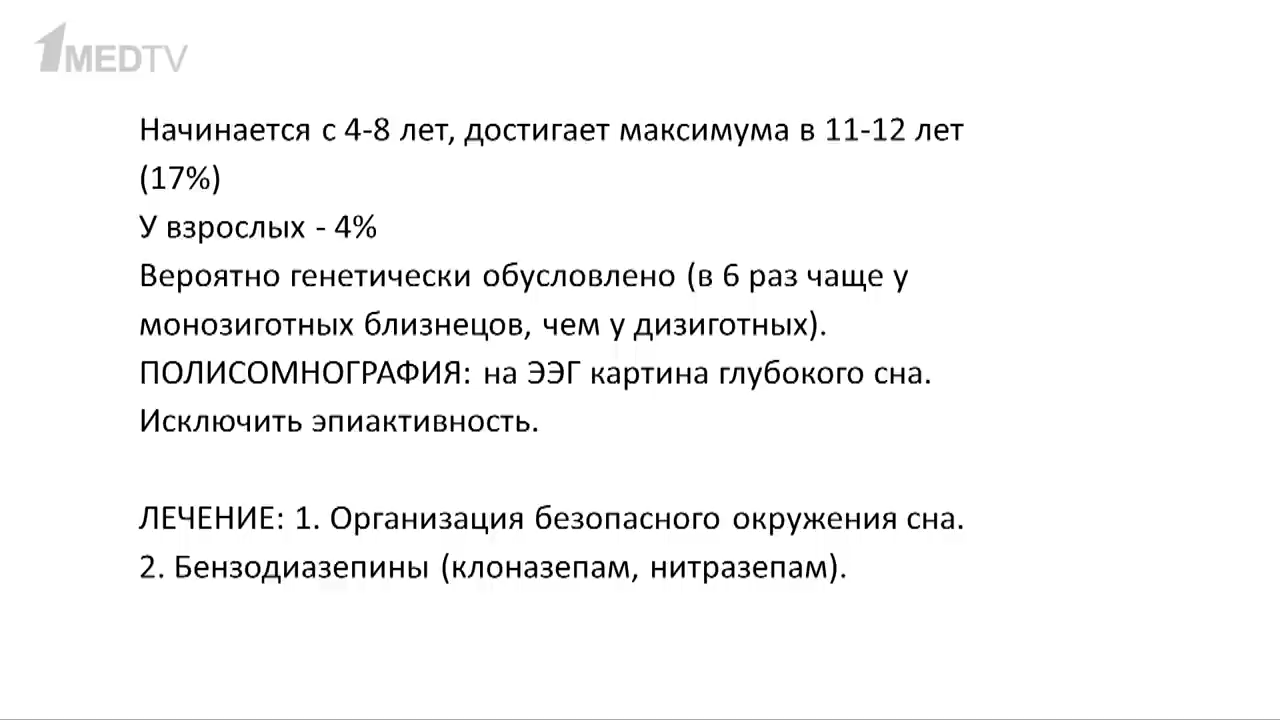 1MEDTV
Начинается с 4-8 лет, достигает максимума в 11-12 лет
(17%)
У взрослых - 4%
Вероятно генетически обусловлено (в 6 раз чаще у
монозиготных близнецов, чем у дизиготных).
ПОЛИСОМНОГРАФИЯ: на ЭЭГ картина глубокого сна.
Исключить эпиактивность.
ЛЕЧЕНИЕ: 1. Организация безопасного окружения сна.
2. Бензодиазепины (клоназепам, нитразепам).